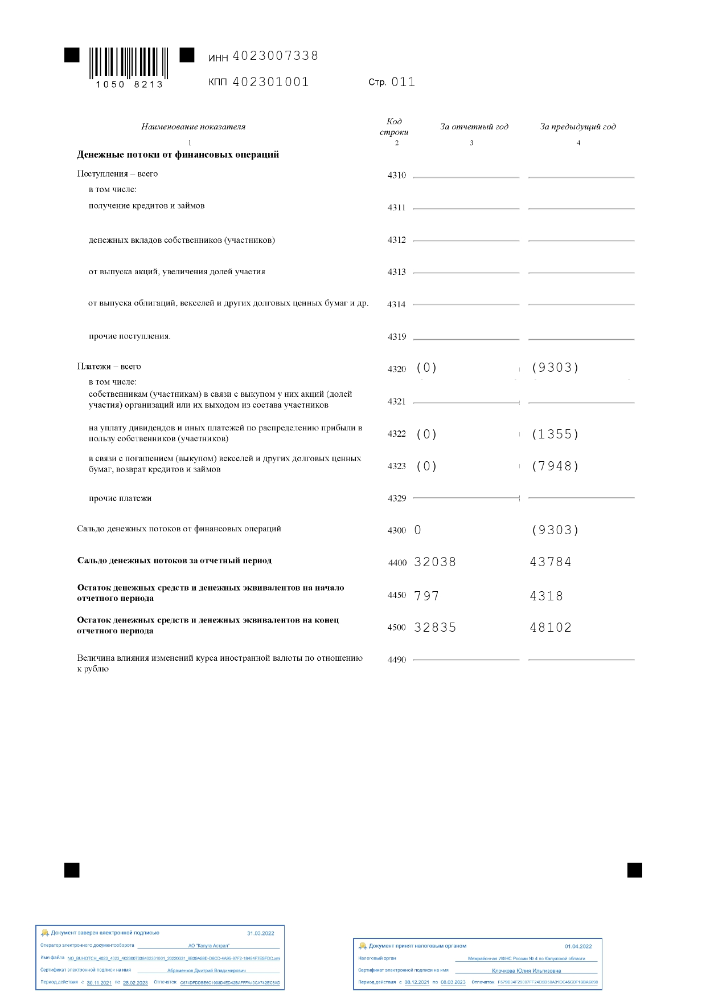 ИНН 4023007338
1050 8213
КПП 402301001 Стр. 011
Наименование показателя Код строки За отчетный год За предыдущий год
1 2 3 4
Денежные потоки от финансовых операций
Поступления – всего 4310
в том числе:
получение кредитов и займов 4311
денежных вкладов собственников (участников) 4312
от выпуска акций, увеличения долей участия 4313
от выпуска облигаций, векселей и других долговых ценных бумаг и др. 4314
прочие поступления. 4319
Платежи – всего 4320 (0) (9303)
в том числе:
собственникам (участникам) в связи с выкупом у них акций (долей
участия) организаций или их выходом из состава участников 4321
на уплату дивидендов и иных платежей по распределению прибыли в
пользу собственников (участников) 4322 (0) (1355)
в связи с погашением (выкупом) векселей и других долговых ценных
бумаг, возврат кредитов и займов 4323 (0) (7948)
прочие платежи 4329
Сальдо денежных потоков от финансовых операций 4300 0 (9303)
Сальдо денежных потоков за отчетный период 4400 32038 43784
Остаток денежных средств и денежных эквивалентов на начало
отчетного периода 4450 797 4318
Остаток денежных средств и денежных эквивалентов на конец
отчетного периода 4500 32835 48102
Величина влияния изменений курса иностранной валюты по отношению
к рублю 4490
Документ заверен электронной подписью 31.03.2022
Оператор электронного документооборота АО "Калуга Астрал"
Имя файла NO_BUHOTCH_4023_4023_4023007338402301001_20220331_8B39A59D-D6CD-4A95-97F2-18484F7E5FDC.xml
Сертификат электронной подписи на имя Абраменков Дмитрий Владимирович
Период действия с 30.11.2021 по 28.02.2023 Отпечаток
Документ принят налоговым органом 01.04.2022
Налоговый орган Межрайонная ИФНС России № 4 по Калужской области
Сертификат электронной подписи на имя Клочкова Юлия Ильгизовна
Период действия с 08.12.2021 по 08.03.2023 Отпечаток